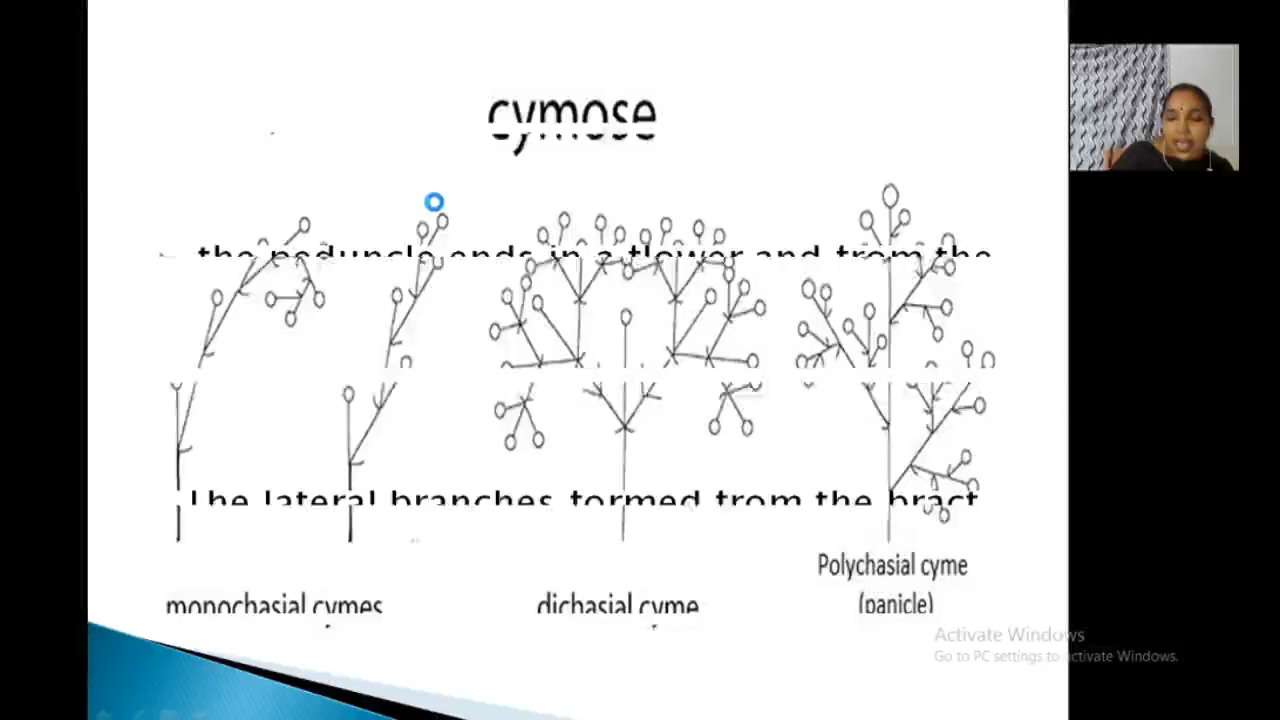 cymose
the peduncle ends in a flower and from the
The lateral branches formed from the bract
Polychasial cyme
(panicle)
monochasial cymes
dichasial cyme
Activate Windows
Go to PC settings to activate Windows.